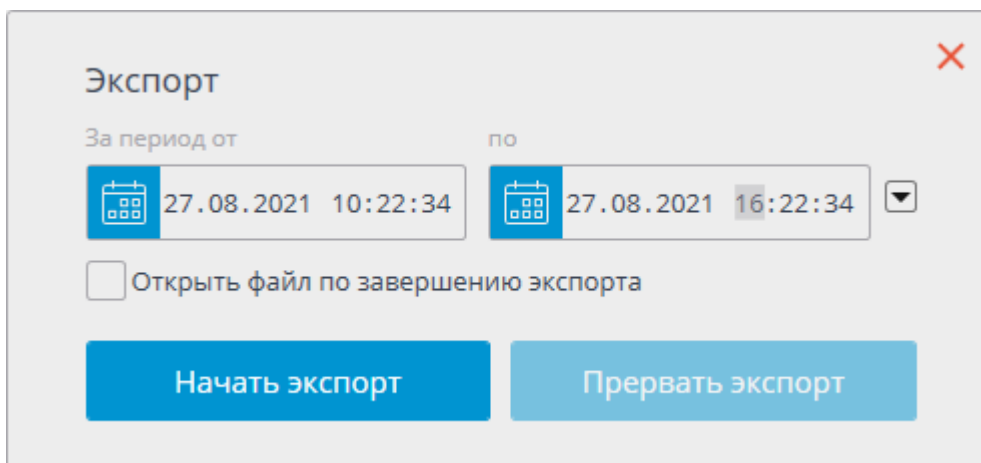 Экспорт
За период от по
27.08.2021 10:22:34 27.08.2021 16:22:34
Открыть файл по завершению экспорта
Начать экспорт Прервать экспорт